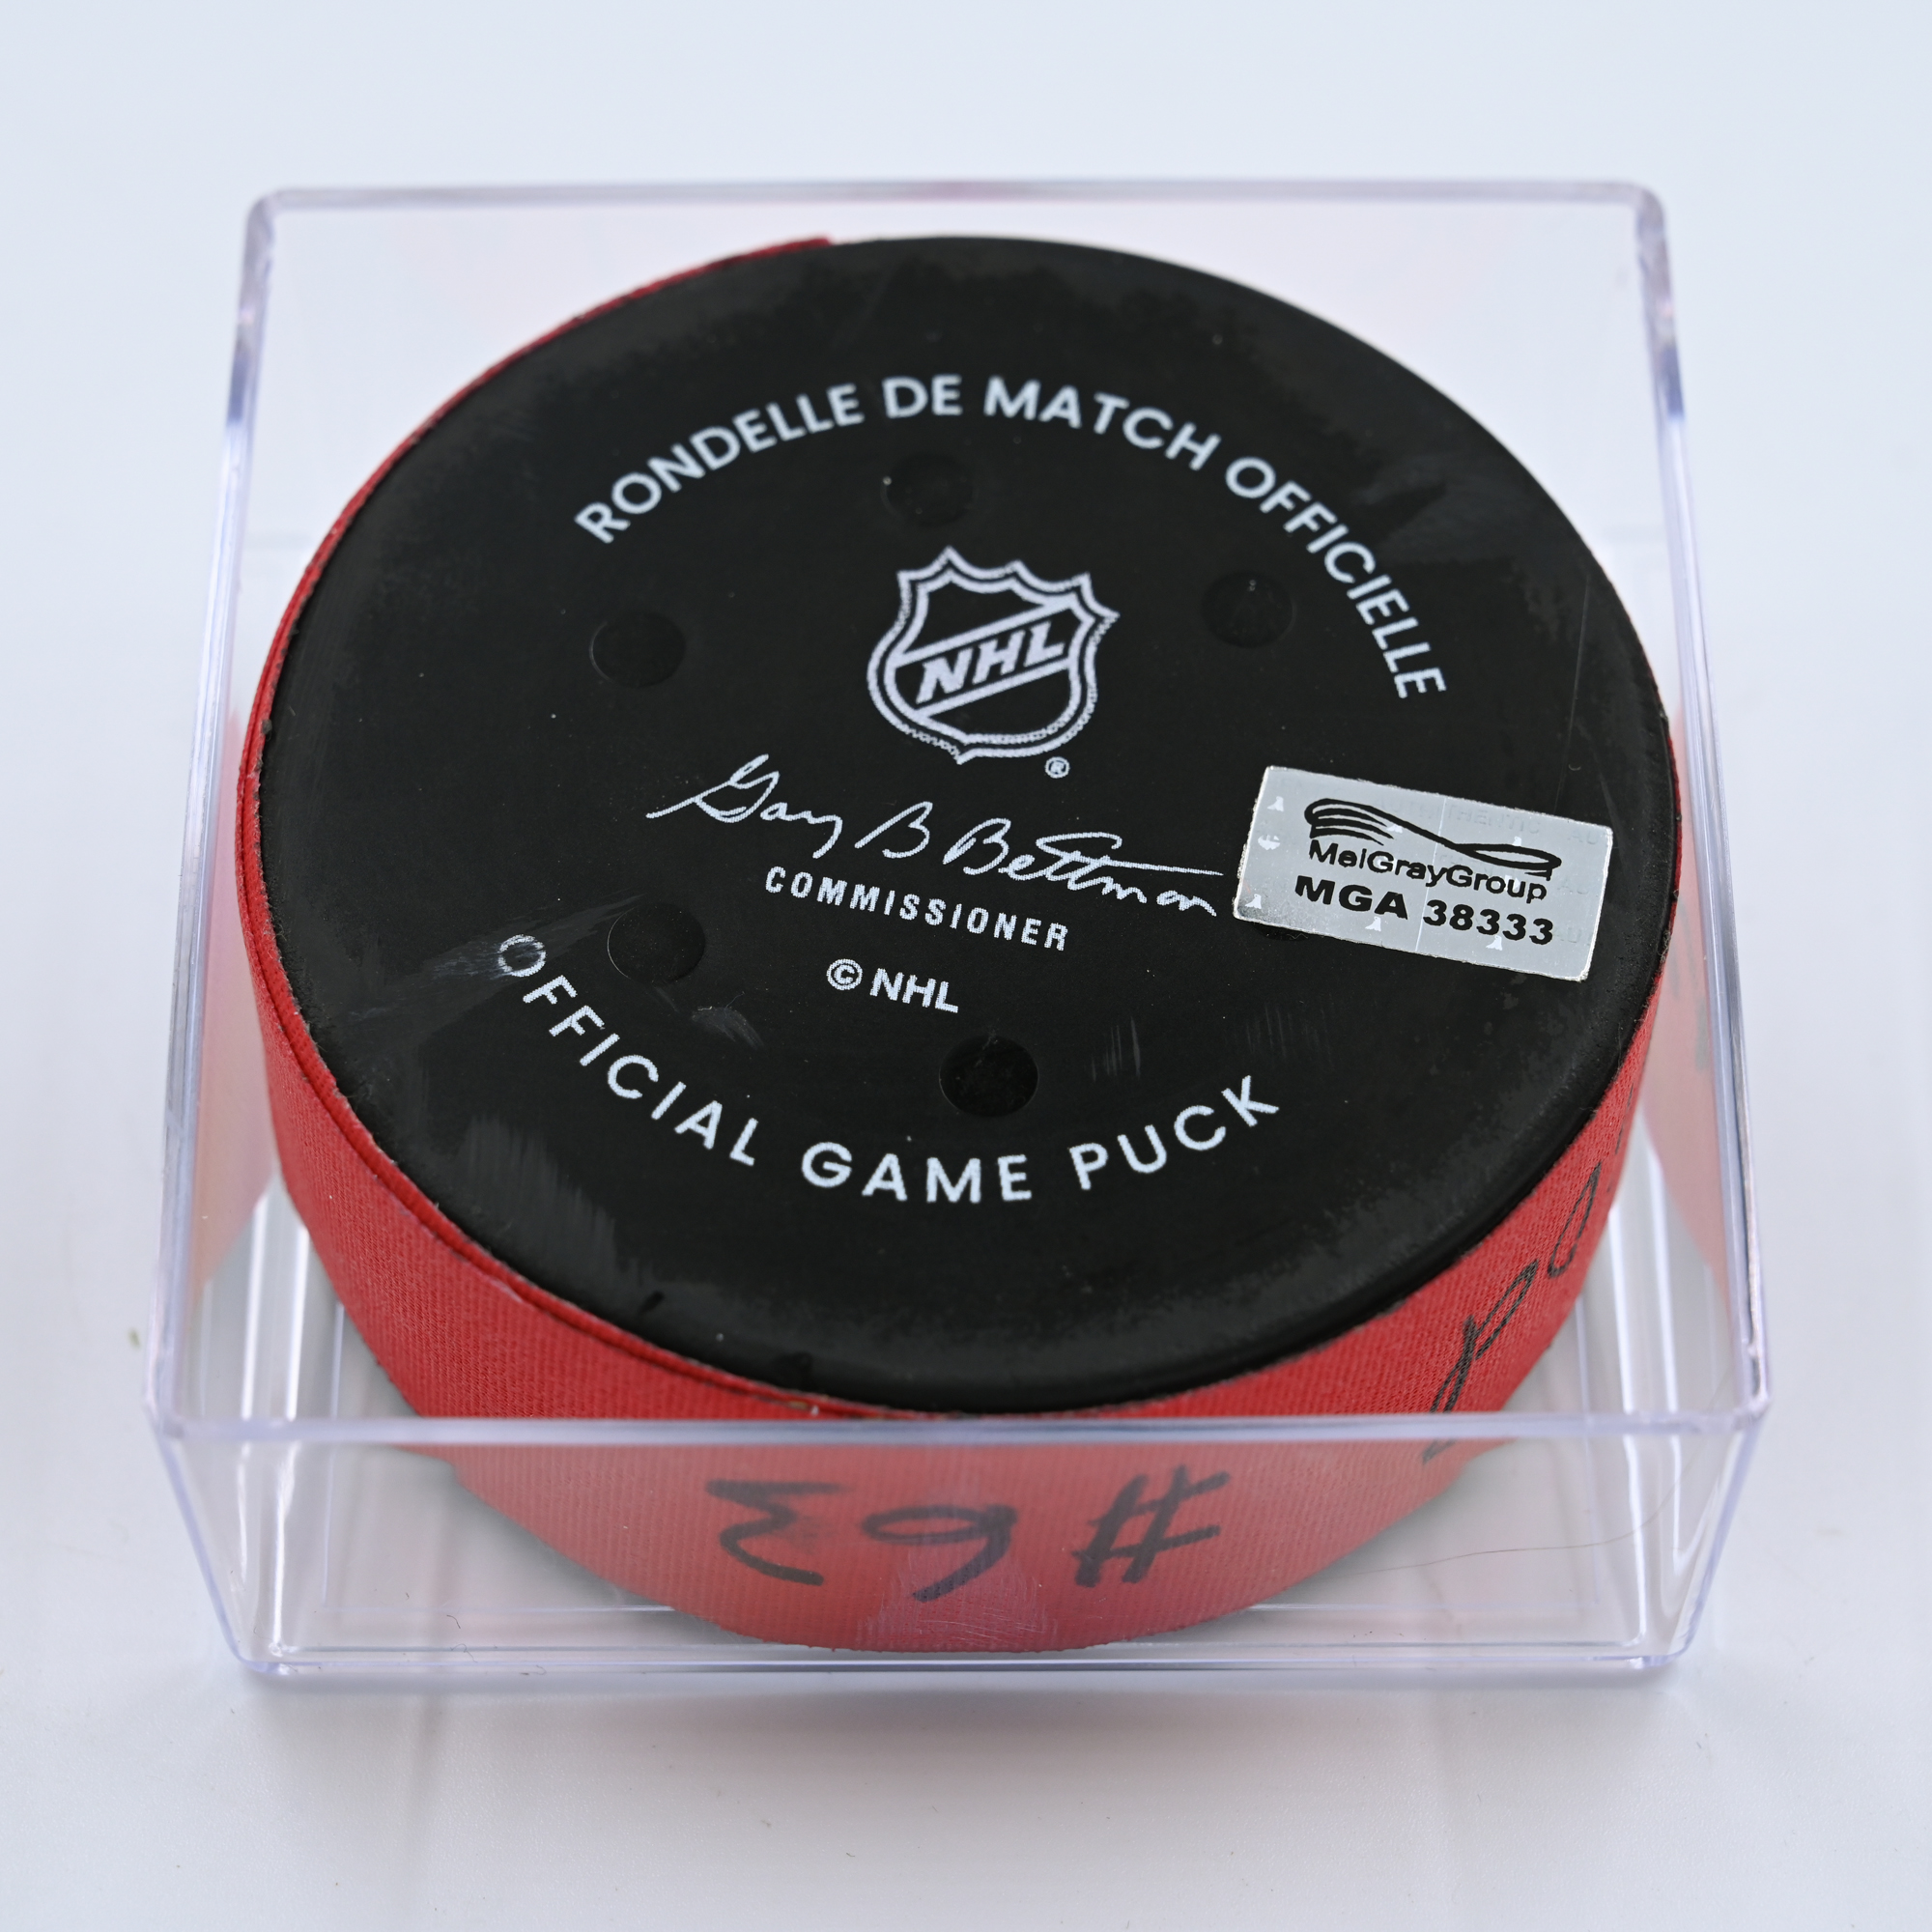 RONDELLE DE MATCH OFFICIELLE
NHL
®
Gary B Bettman
COMMISSIONER
© NHL
OFFICIAL GAME PUCK
MeiGrayGroup
MGA 38333
#63